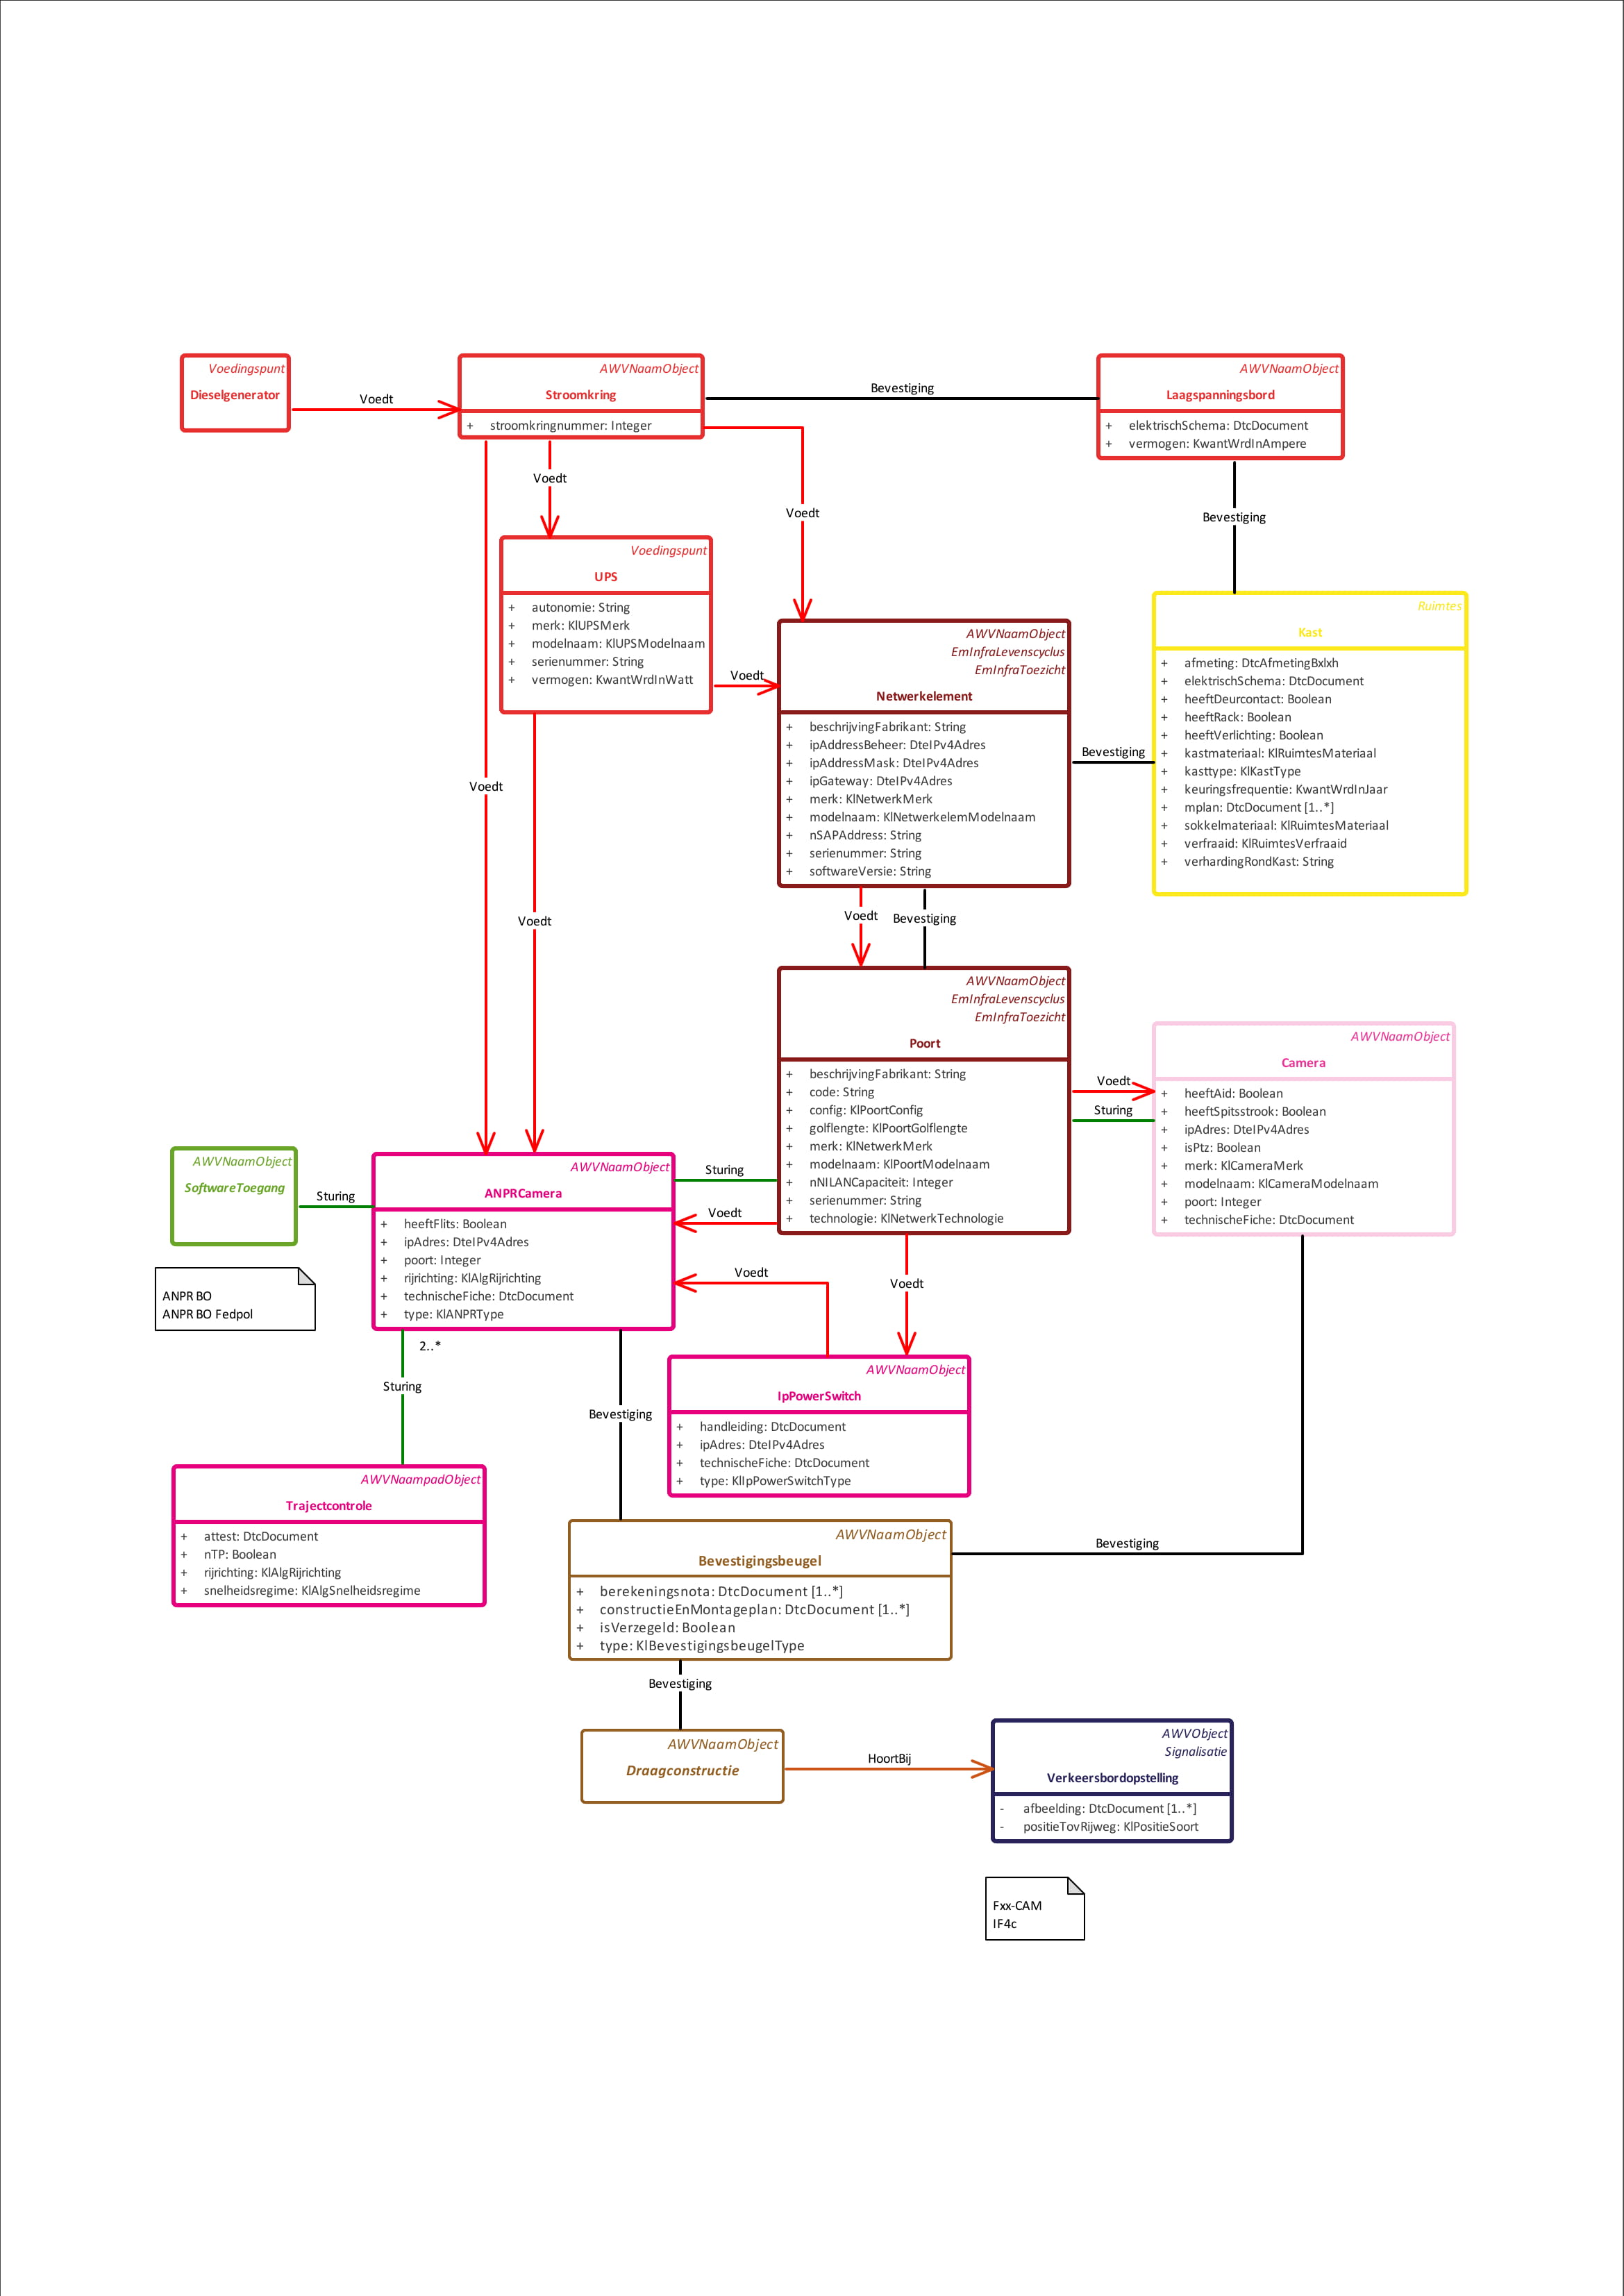 Voedingspunt
Dieselgenerator
Voedt
AWVNaamObject
Stroomkring
+ stroomkringnummer: Integer
Bevestiging
AWVNaamObject
Laagspanningsbord
+ elektrischSchema: DtcDocument
+ vermogen: KwantWrdInAmpere
Voedt
Voedt
Bevestiging
Voedingspunt
UPS
+ autonomie: String
+ merk: KlUPSMerk
+ modelnaam: KlUPSModelnaam
+ serienummer: String
+ vermogen: KwantWrdInWatt
Voedt
AWVNaamObject
EmInfraLevenscyclus
EmInfraToezicht
Netwerkelement
+ beschrijvingFabrikant: String
+ ipAddressBeheer: DteIPv4Adres
+ ipAddressMask: DteIPv4Adres
+ ipGateway: DteIPv4Adres
+ merk: KlNetwerkMerk
+ modelnaam: KlNetwerkelemModelnaam
+ nSAPAddress: String
+ serienummer: String
+ softwareVersie: String
Bevestiging
Ruimtes
Kast
+ afmeting: DtcAfmetingBxlxh
+ elektrischSchema: DtcDocument
+ heeftDeurcontact: Boolean
+ heeftRack: Boolean
+ heeftVerlichting: Boolean
+ kastmateriaal: KlRuimtesMateriaal
+ kasttype: KlKastType
+ keuringsfrequentie: KwantWrdInJaar
+ mplan: DtcDocument [1..*]
+ sokkelmateriaal: KlRuimtesMateriaal
+ verfraaid: KlRuimtesVerfraaid
+ verhardingRondKast: String
Voedt
Voedt
Voedt
Bevestiging
AWVNaamObject
EmInfraLevenscyclus
EmInfraToezicht
Poort
+ beschrijvingFabrikant: String
+ code: String
+ config: KlPoortConfig
+ golflengte: KlPoortGolflengte
+ merk: KlNetwerkMerk
+ modelnaam: KlPoortModelnaam
+ nNILANCapaciteit: Integer
+ serienummer: String
+ technologie: KlNetwerkTechnologie
Voedt
Sturing
AWVNaamObject
Camera
+ heeftAid: Boolean
+ heeftSpitsstrook: Boolean
+ ipAdres: DteIPv4Adres
+ isPtz: Boolean
+ merk: KlCameraMerk
+ modelnaam: KlCameraModelnaam
+ poort: Integer
+ technischeFiche: DtcDocument
AWVNaamObject
SoftwareToegang
Sturing
AWVNaamObject
ANPRCamera
+ heeftFlits: Boolean
+ ipAdres: DteIPv4Adres
+ poort: Integer
+ rijrichting: KlAlgRijrichting
+ technischeFiche: DtcDocument
+ type: KlANPRType
Sturing
Voedt
Voedt
Voedt
ANPR BO
ANPR BO Fedpol
2..*
Sturing
Bevestiging
AWVNaamObject
IpPowerSwitch
+ handleiding: DtcDocument
+ ipAdres: DteIPv4Adres
+ technischeFiche: DtcDocument
+ type: KlIpPowerSwitchType
AWVNaampadObject
Trajectcontrole
+ attest: DtcDocument
+ nTP: Boolean
+ rijrichting: KlAlgRijrichting
+ snelheidsregime: KlAlgSnelheidsregime
AWVNaamObject
Bevestigingsbeugel
+ berekeningsnota: DtcDocument [1..*]
+ constructieEnMontageplan: DtcDocument [1..*]
+ isVerzegeld: Boolean
+ type: KlBevestigingsbeugelType
Bevestiging
Bevestiging
AWVNaamObject
Draagconstructie
HoortBij
AWVObject
Signalisatie
Verkeersbordopstelling
- afbeelding: DtcDocument [1..*]
- positieTovRijweg: KlPositieSoort
Fxx-CAM
IF4c